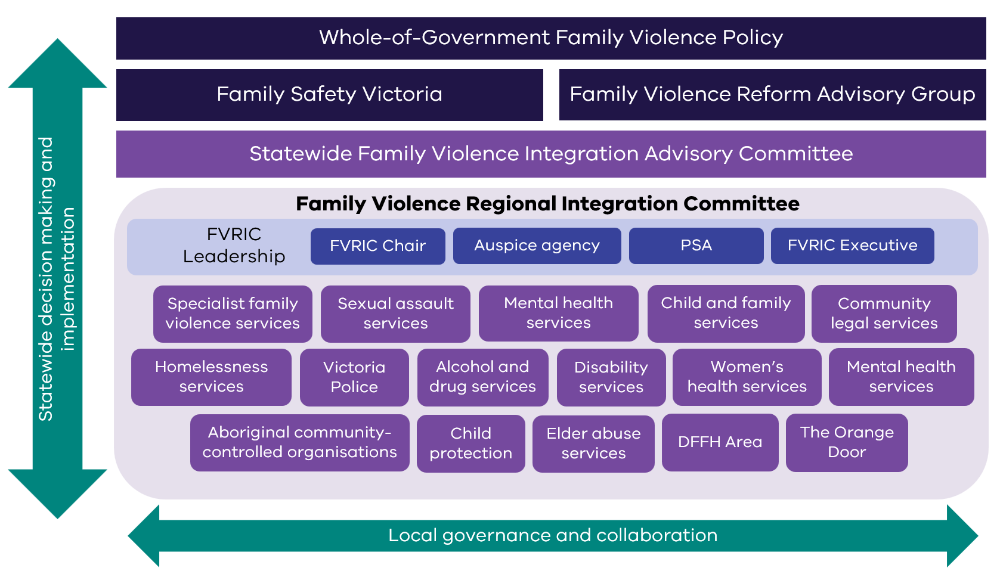 Whole-of-Government Family Violence Policy
Family Safety Victoria
Family Violence Reform Advisory Group
Statewide Family Violence Integration Advisory Committee
Statewide decision making and
implementation
Family Violence Regional Integration Committee
FVRIC
Leadership
FVRIC Chair
Auspice agency
PSA
FVRIC Executive
Specialist family
violence services
Sexual assault
services
Mental health
services
Child and family
services
Community
legal services
Homelessness
services
Victoria
Police
Alcohol and
drug services
Disability
services
Women's
health services
Mental health
services
Aboriginal community-
controlled organisations
Child
protection
Elder abuse
services
DFFH Area
The Orange
Door
Local governance and collaboration